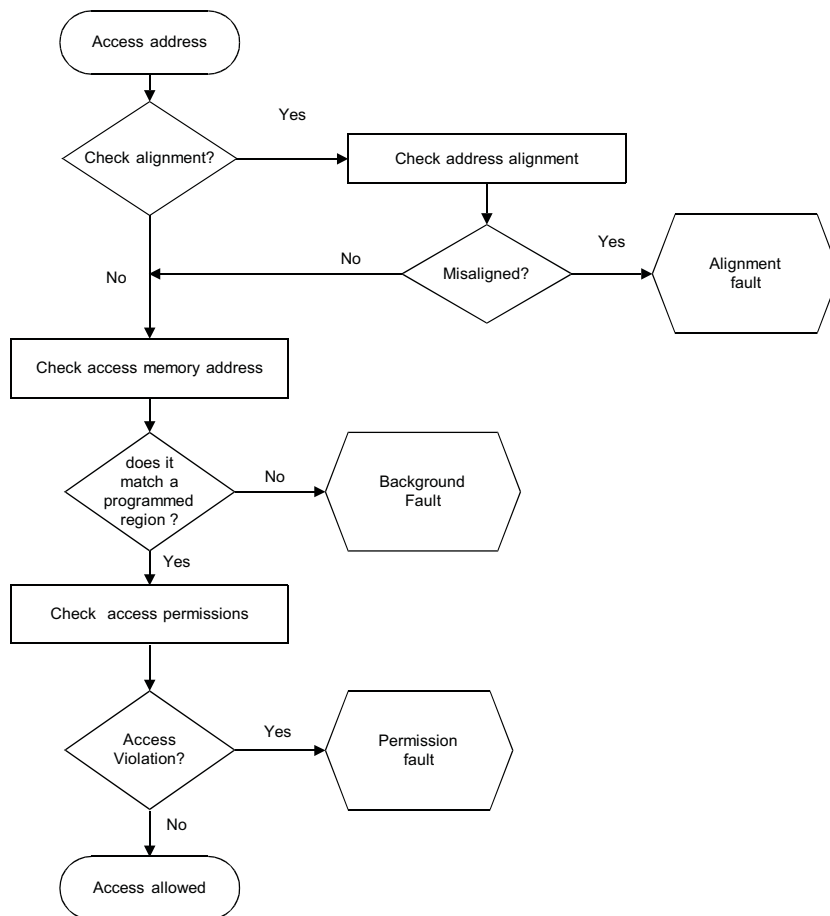 Access address
Yes
Check alignment?
Check address alignment
No
Misaligned?
Yes
Alignment
fault
No
Check access memory address
does it
match a
programmed
region ?
No
Background
Fault
Yes
Check access permissions
Access
Violation?
Yes
Permission
fault
No
Access allowed